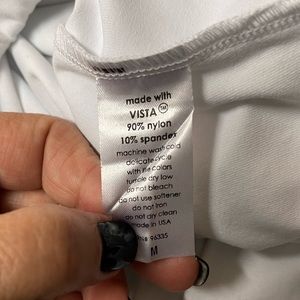 made with
VISTA™
90% nylon
10% spandex
machine wash cold
delicate cycle
with like colors
tumble dry low
do not bleach
do not use softener
do not iron
do not dry clean
made in USA
96335
M